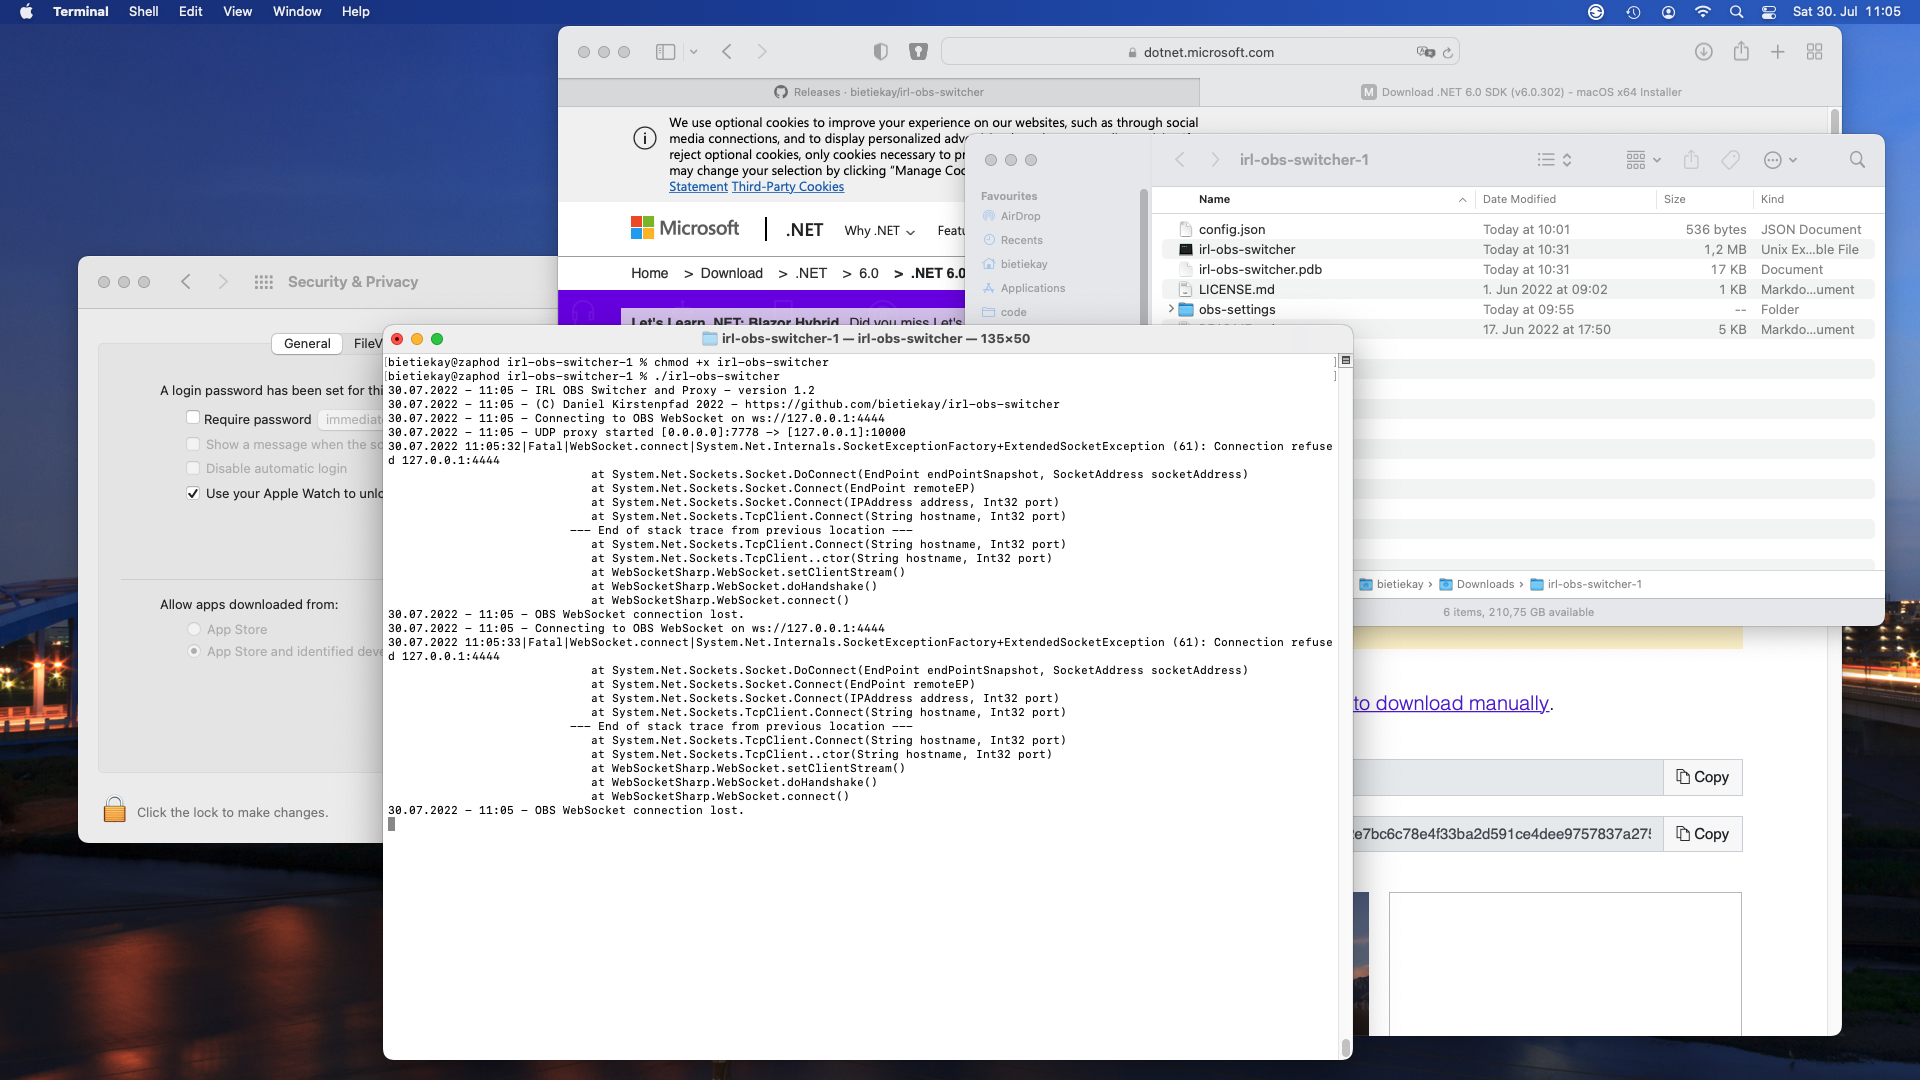 Terminal Shell Edit View Window Help
Sat 30. Jul 11:05
dotnet.microsoft.com
Releases · bietiekay/irl-obs-switcher
Download .NET 6.0 SDK (v6.0.302) - macOS x64 Installer
We use optional cookies to improve your experience on our websites, such as through social
media connections, and to display personalized
reject optional cookies, only cookies necessary to
may change your selection by clicking “Manage
Statement Third-Party Cookies
Microsoft .NET Why .NET
Home > Download > .NET > 6.0 > .NET 6.0
Let's Learn .NET: Blazor Hybrid Did you miss Let's
irl-obs-switcher-1
Favourites
AirDrop
Recents
bietiekay
Applications
code
Name Date Modified Size Kind
config.json Today at 10:01 536 bytes JSON Document
irl-obs-switcher Today at 10:31 1,2 MB Unix Ex...ble File
irl-obs-switcher.pdb Today at 10:31 17 KB Document
LICENSE.md 1. Jun 2022 at 09:02 1 KB Markdo...ument
obs-settings Today at 09:55 -- Folder
17. Jun 2022 at 17:50 5 KB Markdo...ument
bietiekay › Downloads › irl-obs-switcher-1
6 items, 210,75 GB available
Security & Privacy
General
A login password has been set for
Require password
Show a message when the
Disable automatic login
Use your Apple Watch to
Allow apps downloaded from:
App Store
App Store and identified
Click the lock to make changes.
irl-obs-switcher-1 — irl-obs-switcher — 135×50
[bietiekay@zaphod irl-obs-switcher-1 % chmod +x irl-obs-switcher ]
[bietiekay@zaphod irl-obs-switcher-1 % ./irl-obs-switcher ]
30.07.2022 - 11:05 - IRL OBS Switcher and Proxy - version 1.2
30.07.2022 - 11:05 - (C) Daniel Kirstenpfad 2022 - https://github.com/bietiekay/irl-obs-switcher
30.07.2022 - 11:05 - Connecting to OBS WebSocket on ws://127.0.0.1:4444
30.07.2022 - 11:05 - UDP proxy started [0.0.0.0]:7778 -> [127.0.0.1]:10000
30.07.2022 11:05:32|Fatal|WebSocket.connect|System.Net.Internals.SocketExceptionFactory+ExtendedSocketException (61): Connection refuse
d 127.0.0.1:4444
at System.Net.Sockets.Socket.DoConnect(EndPoint endPointSnapshot, SocketAddress socketAddress)
at System.Net.Sockets.Socket.Connect(EndPoint remoteEP)
at System.Net.Sockets.Socket.Connect(IPAddress address, Int32 port)
at System.Net.Sockets.TcpClient.Connect(String hostname, Int32 port)
--- End of stack trace from previous location ---
at System.Net.Sockets.TcpClient.Connect(String hostname, Int32 port)
at System.Net.Sockets.TcpClient..ctor(String hostname, Int32 port)
at WebSocketSharp.WebSocket.setClientStream()
at WebSocketSharp.WebSocket.doHandshake()
at WebSocketSharp.WebSocket.connect()
30.07.2022 - 11:05 - OBS WebSocket connection lost.
30.07.2022 - 11:05 - Connecting to OBS WebSocket on ws://127.0.0.1:4444
30.07.2022 11:05:33|Fatal|WebSocket.connect|System.Net.Internals.SocketExceptionFactory+ExtendedSocketException (61): Connection refuse
d 127.0.0.1:4444
at System.Net.Sockets.Socket.DoConnect(EndPoint endPointSnapshot, SocketAddress socketAddress)
at System.Net.Sockets.Socket.Connect(EndPoint remoteEP)
at System.Net.Sockets.Socket.Connect(IPAddress address, Int32 port)
at System.Net.Sockets.TcpClient.Connect(String hostname, Int32 port)
--- End of stack trace from previous location ---
at System.Net.Sockets.TcpClient.Connect(String hostname, Int32 port)
at System.Net.Sockets.TcpClient..ctor(String hostname, Int32 port)
at WebSocketSharp.WebSocket.setClientStream()
at WebSocketSharp.WebSocket.doHandshake()
at WebSocketSharp.WebSocket.connect()
30.07.2022 - 11:05 - OBS WebSocket connection lost.
to download manually.
Copy
e7bc6c78e4f33ba2d591ce4dee9757837a275 Copy